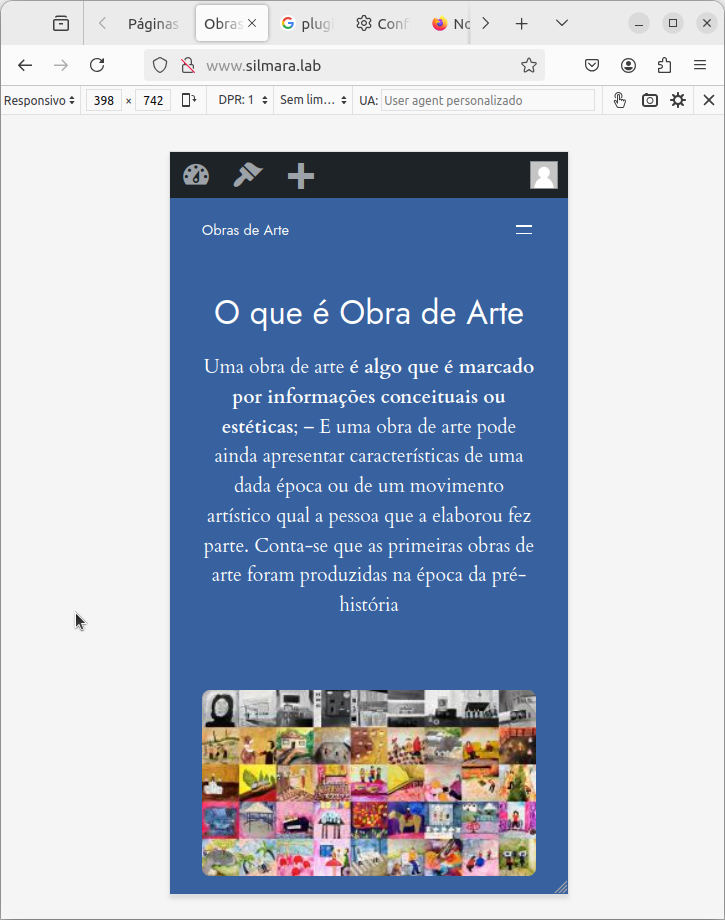 Páginas
Obras
plugi
Conf
No
www.silmara.lab
Responsivo
398 × 742
DPR: 1
Sem lim...
UA: User agent personalizado
Obras de Arte
O que é Obra de Arte
Uma obra de arte é algo que é marcado
por informações conceituais ou
estéticas; – E uma obra de arte pode
ainda apresentar características de uma
dada época ou de um movimento
artístico qual a pessoa que a elaborou fez
parte. Conta-se que as primeiras obras de
arte foram produzidas na época da pré-
história